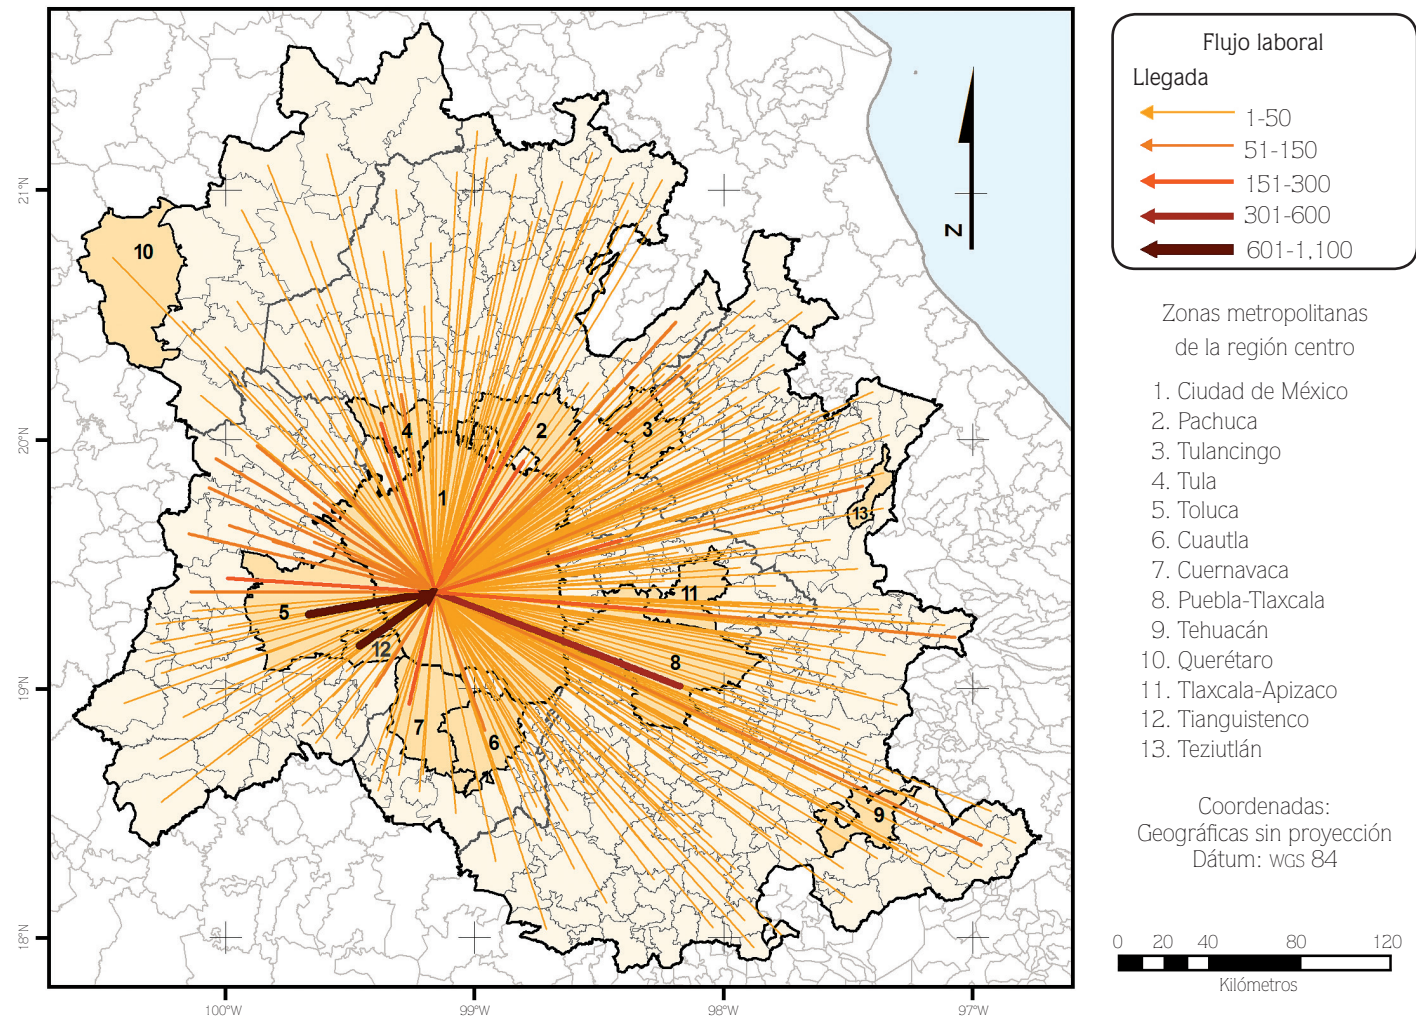 Flujo laboral
Llegada
1-50
51-150
151-300
301-600
601-1,100
Zonas metropolitanas
de la región centro
1. Ciudad de México
2. Pachuca
3. Tulancingo
4. Tula
5. Toluca
6. Cuautla
7. Cuernavaca
8. Puebla-Tlaxcala
9. Tehuacán
10. Querétaro
11. Tlaxcala-Apizaco
12. Tianguistenco
13. Teziutlán
Coordenadas:
Geográficas sin proyección
Dátum: WGS 84
0 20 40 80 120
Kilómetros
N
21°N
20°N
19°N
18°N
100°W
99°W
98°W
97°W
10
4
2
3
1
13
11
5
12
8
7
6
9